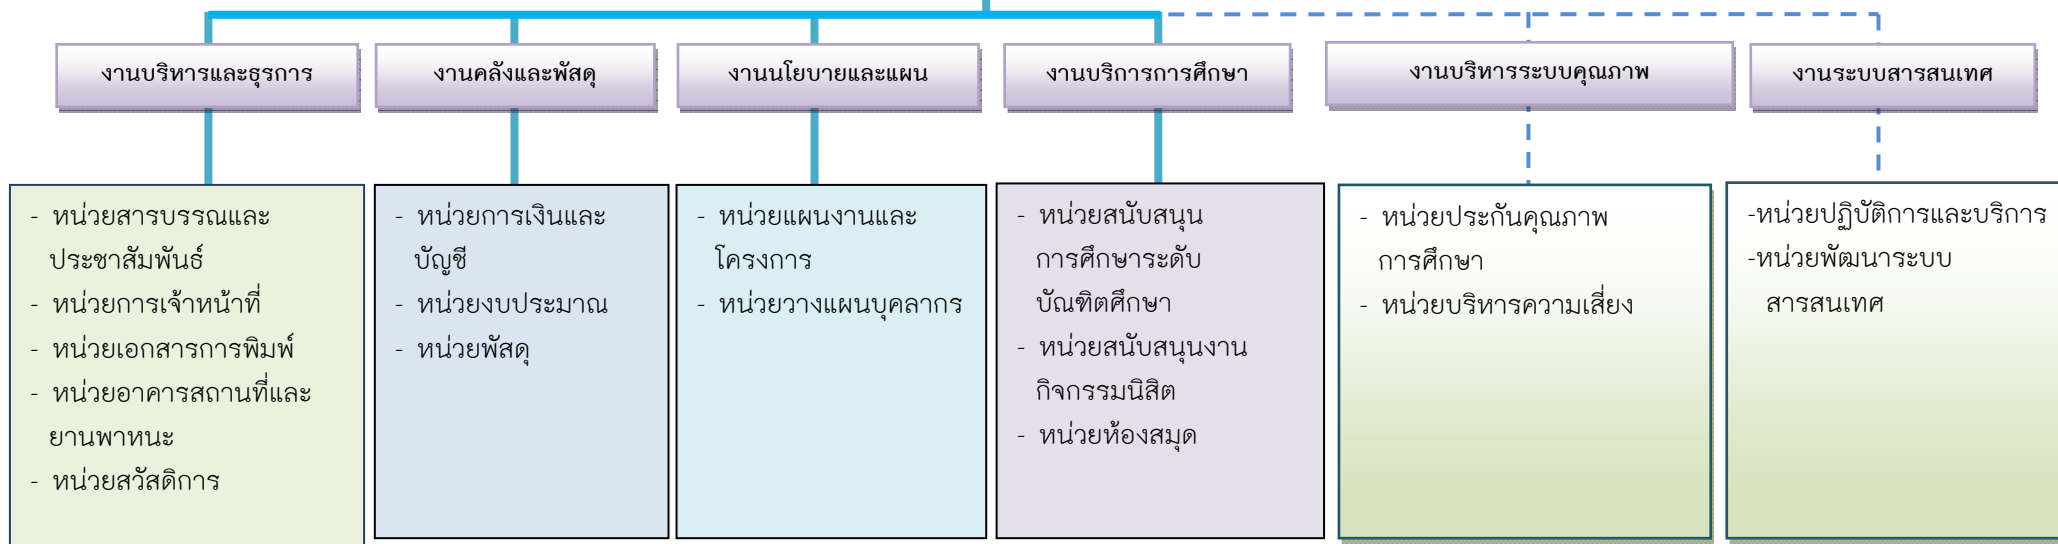 งานบริหารและธุรการ
งานคลังและพัสดุ
งานนโยบายและแผน
งานบริการการศึกษา
งานบริหารระบบคุณภาพ
งานระบบสารสนเทศ
- หน่วยสารบรรณและ
ประชาสัมพันธ์
- หน่วยการเจ้าหน้าที่
- หน่วยเอกสารการพิมพ์
- หน่วยอาคารสถานที่และ
ยานพาหนะ
- หน่วยสวัสดิการ
- หน่วยการเงินและ
บัญชี
- หน่วยงบประมาณ
- หน่วยพัสดุ
- หน่วยแผนงานและ
โครงการ
- หน่วยวางแผนบุคลากร
- หน่วยสนับสนุน
การศึกษาระดับ
บัณฑิตศึกษา
- หน่วยสนับสนุนงาน
กิจกรรมนิสิต
- หน่วยห้องสมุด
- หน่วยประกันคุณภาพ
การศึกษา
- หน่วยบริหารความเสี่ยง
-หน่วยปฏิบัติการและบริการ
-หน่วยพัฒนาระบบ
สารสนเทศ